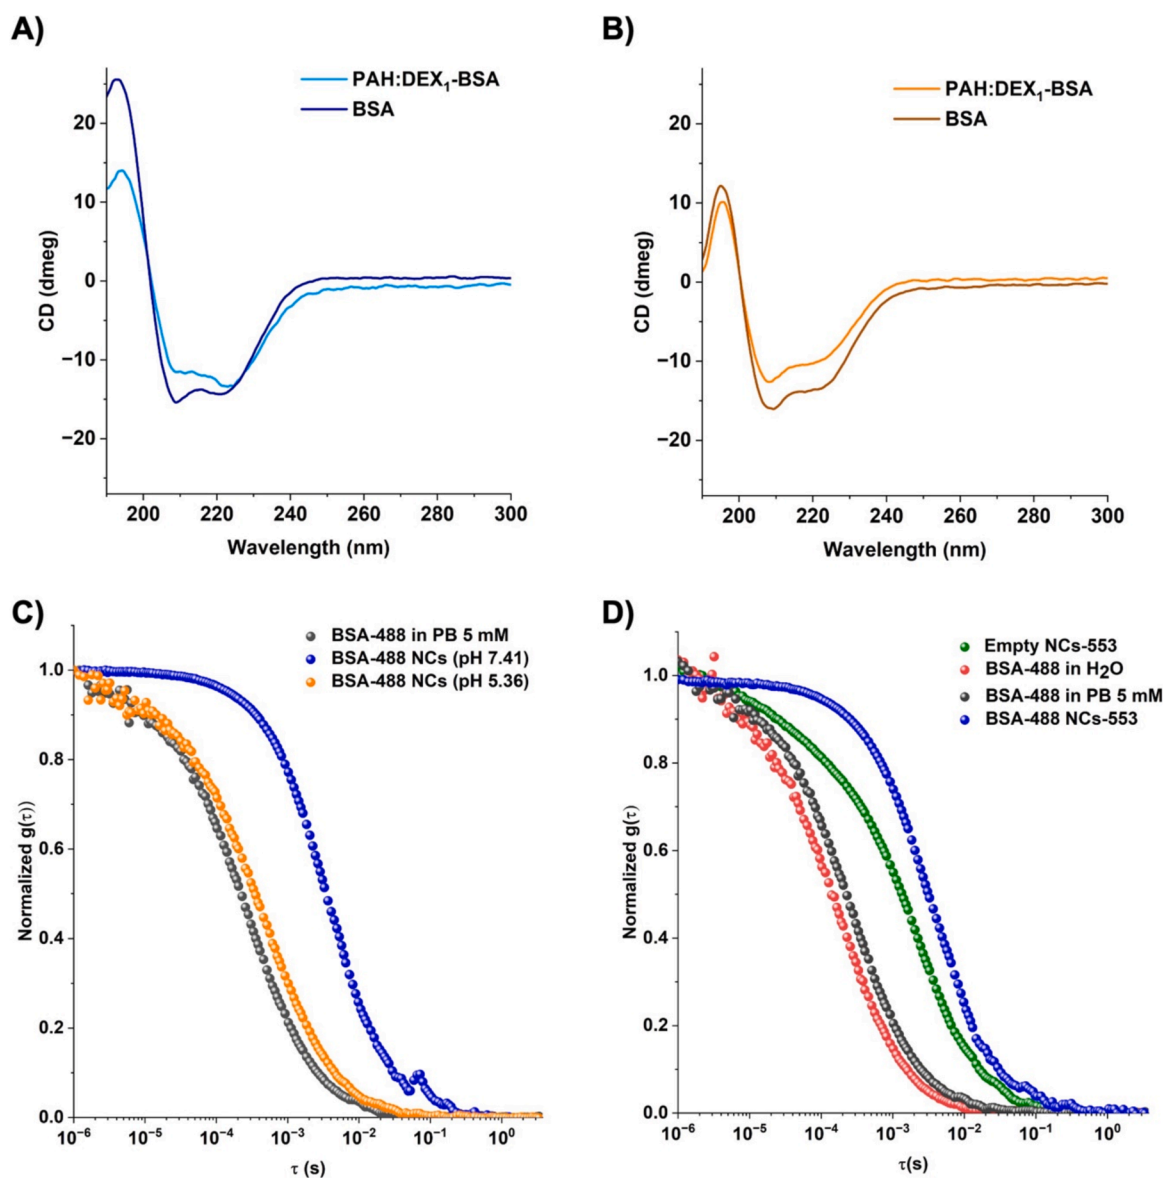 A)
PAH:DEX₁-BSA
BSA
20
10
0
−10
−20
CD (dmeg)
200
220
240
260
280
300
Wavelength (nm)
B)
PAH:DEX₁-BSA
BSA
20
10
0
−10
−20
CD (dmeg)
200
220
240
260
280
300
Wavelength (nm)
C)
BSA-488 in PB 5 mM
BSA-488 NCs (pH 7.41)
BSA-488 NCs (pH 5.36)
1.0
0.8
0.6
0.4
0.2
0.0
Normalized g(τ))
10⁻⁶
10⁻⁵
10⁻⁴
10⁻³
10⁻²
10⁻¹
10⁰
τ (s)
D)
Empty NCs-553
BSA-488 in H₂O
BSA-488 in PB 5 mM
BSA-488 NCs-553
1.0
0.8
0.6
0.4
0.2
0.0
Normalized g(τ)
10⁻⁶
10⁻⁵
10⁻⁴
10⁻³
10⁻²
10⁻¹
10⁰
τ(s)